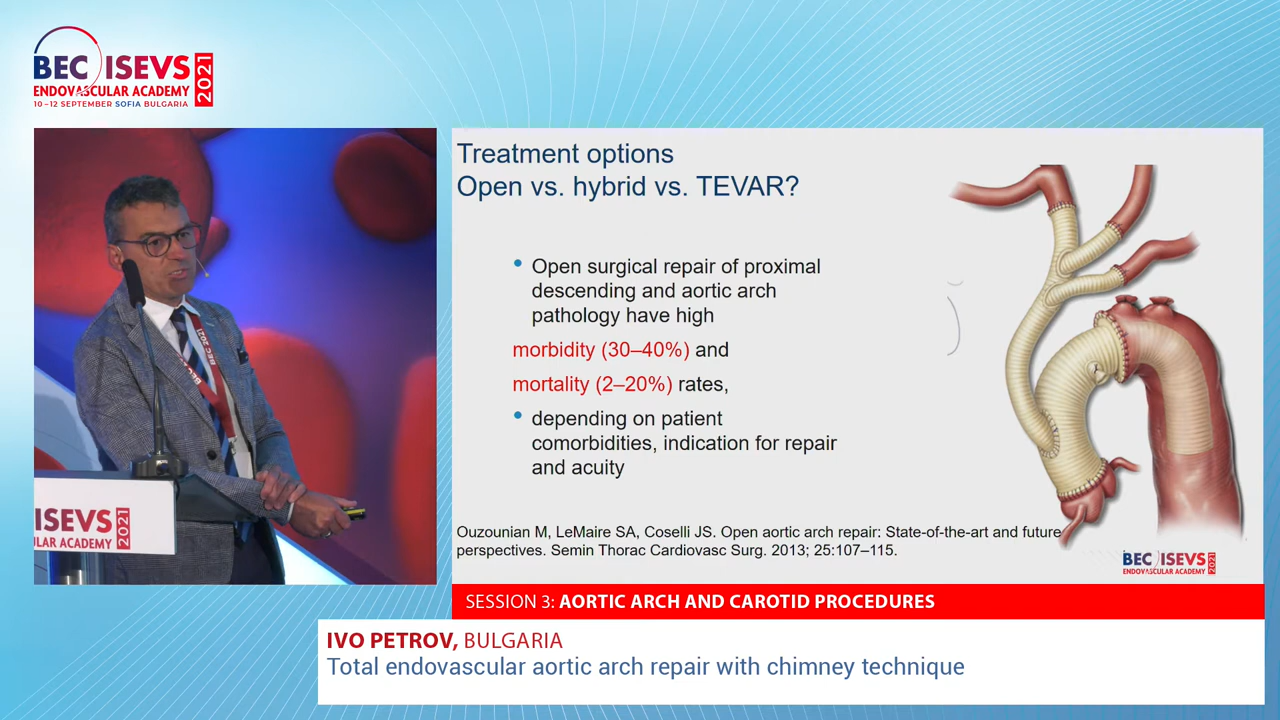 BEC ISEVS
2021
ENDOVASCULAR ACADEMY
10–12 SEPTEMBER SOFIA BULGARIA
BEC 2021
ISEVS
2021
LAR ACADEMY
Treatment options
Open vs. hybrid vs. TEVAR?
• Open surgical repair of proximal
descending and aortic arch
pathology have high
morbidity (30–40%) and
mortality (2–20%) rates,
• depending on patient
comorbidities, indication for repair
and acuity
Ouzounian M, LeMaire SA, Coselli JS. Open aortic arch repair: State-of-the-art and future
perspectives. Semin Thorac Cardiovasc Surg. 2013; 25:107–115.
BEC ISEVS
ENDOVASCULAR ACADEMY
2021
SESSION 3: AORTIC ARCH AND CAROTID PROCEDURES
IVO PETROV, BULGARIA
Total endovascular aortic arch repair with chimney technique